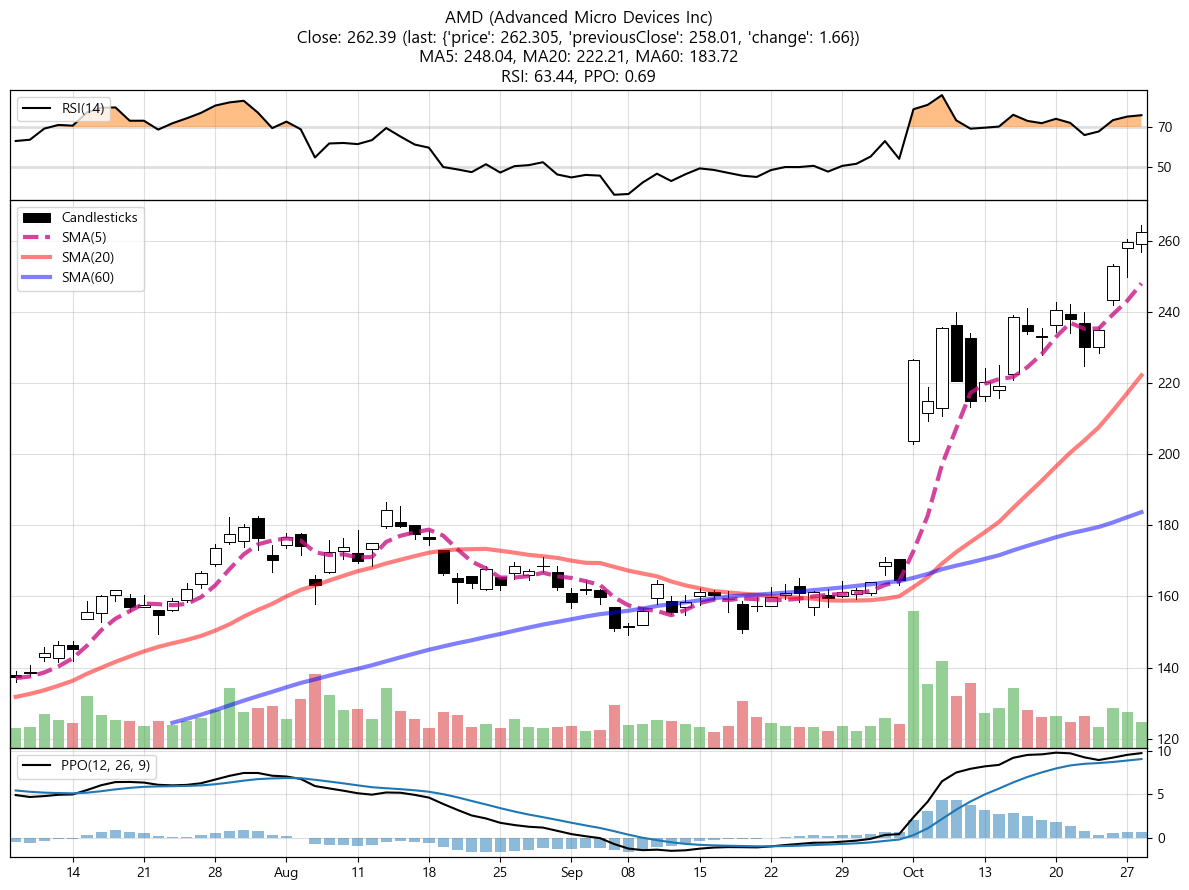 AMD (Advanced Micro Devices Inc)
Close: 262.39 (last: {'price': 262.305, 'previousClose': 258.01, 'change': 1.66})
MA5: 248.04, MA20: 222.21, MA60: 183.72
RSI: 63.44, PPO: 0.69
RSI(14)
70
50
Candlesticks
SMA(5)
SMA(20)
SMA(60)
260
240
220
200
180
160
140
120
PPO(12, 26, 9)
10
5
0
14 21 28 Aug 11 18 25 Sep 08 15 22 29 Oct 13 20 27